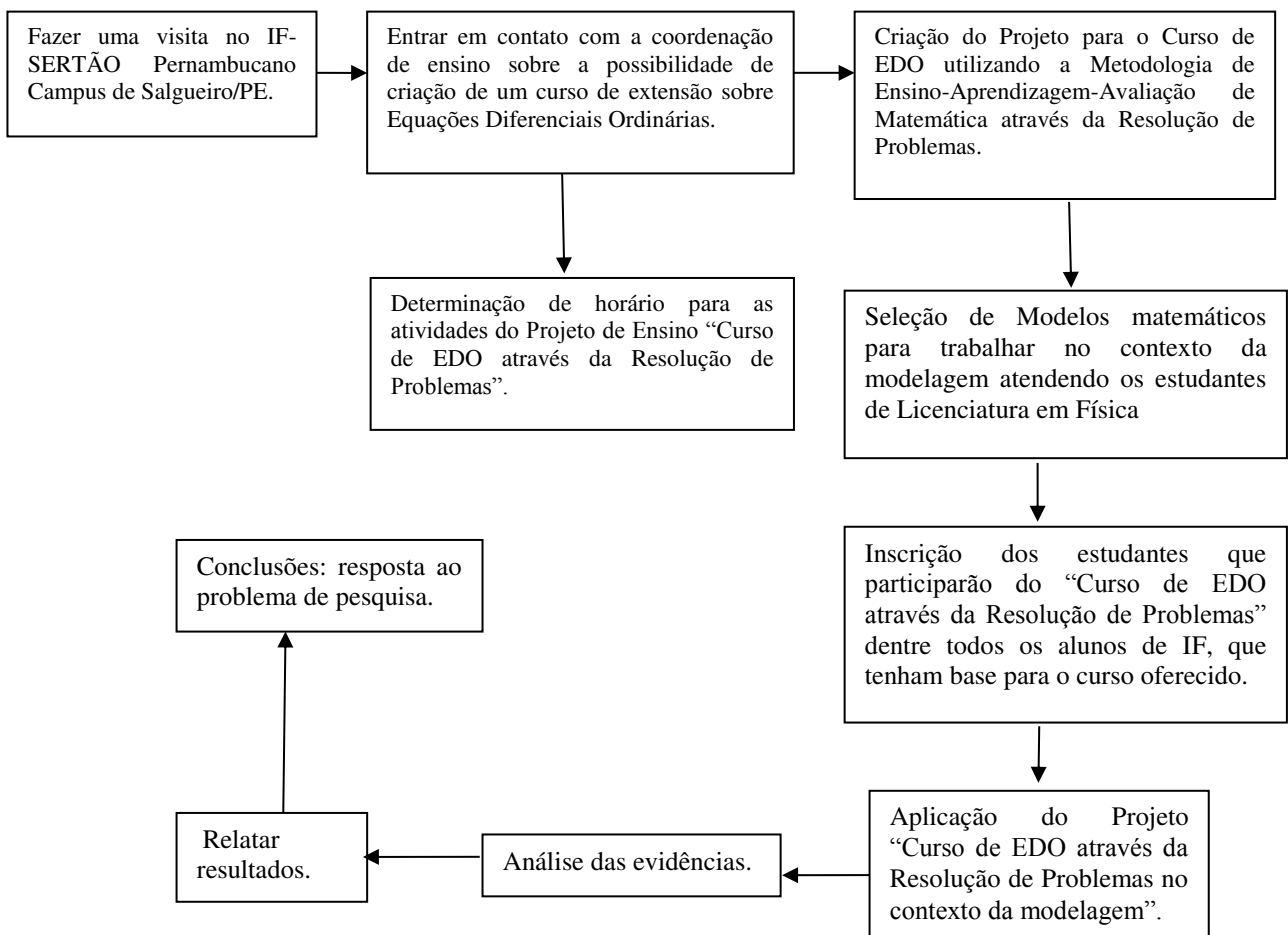 Fazer uma visita no IF-
SERTÃO Pernambucano
Campus de Salgueiro/PE.
Entrar em contato com a coordenação
de ensino sobre a possibilidade de
criação de um curso de extensão sobre
Equações Diferenciais Ordinárias.
Criação do Projeto para o Curso de
EDO utilizando a Metodologia de
Ensino-Aprendizagem-Avaliação de
Matemática através da Resolução de
Problemas.
Determinação de horário para as
atividades do Projeto de Ensino “Curso
de EDO através da Resolução de
Problemas”.
Seleção de Modelos matemáticos
para trabalhar no contexto da
modelagem atendendo os estudantes
de Licenciatura em Física
Inscrição dos estudantes que
participarão do “Curso de EDO
através da Resolução de Problemas”
dentre todos os alunos de IF, que
tenham base para o curso oferecido.
Aplicação do Projeto
“Curso de EDO através da
Resolução de Problemas no
contexto da modelagem”.
Análise das evidências.
Relatar
resultados.
Conclusões: resposta ao
problema de pesquisa.